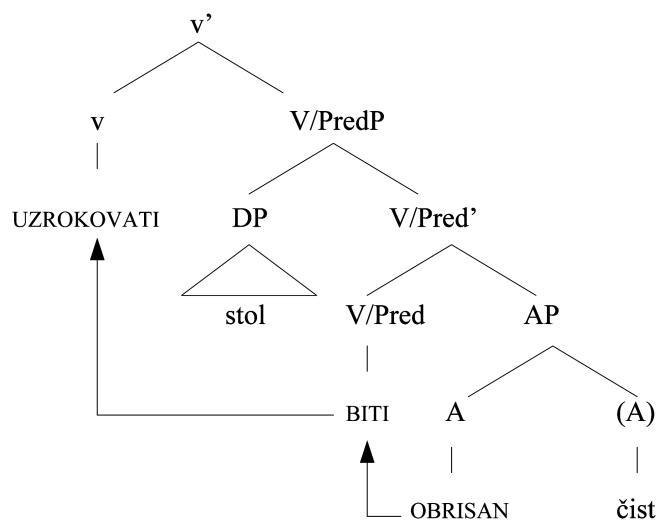 v’
v V/PredP
UZROKOVATI DP V/Pred’
stol V/Pred AP
BITI A (A)
OBRISAN čist